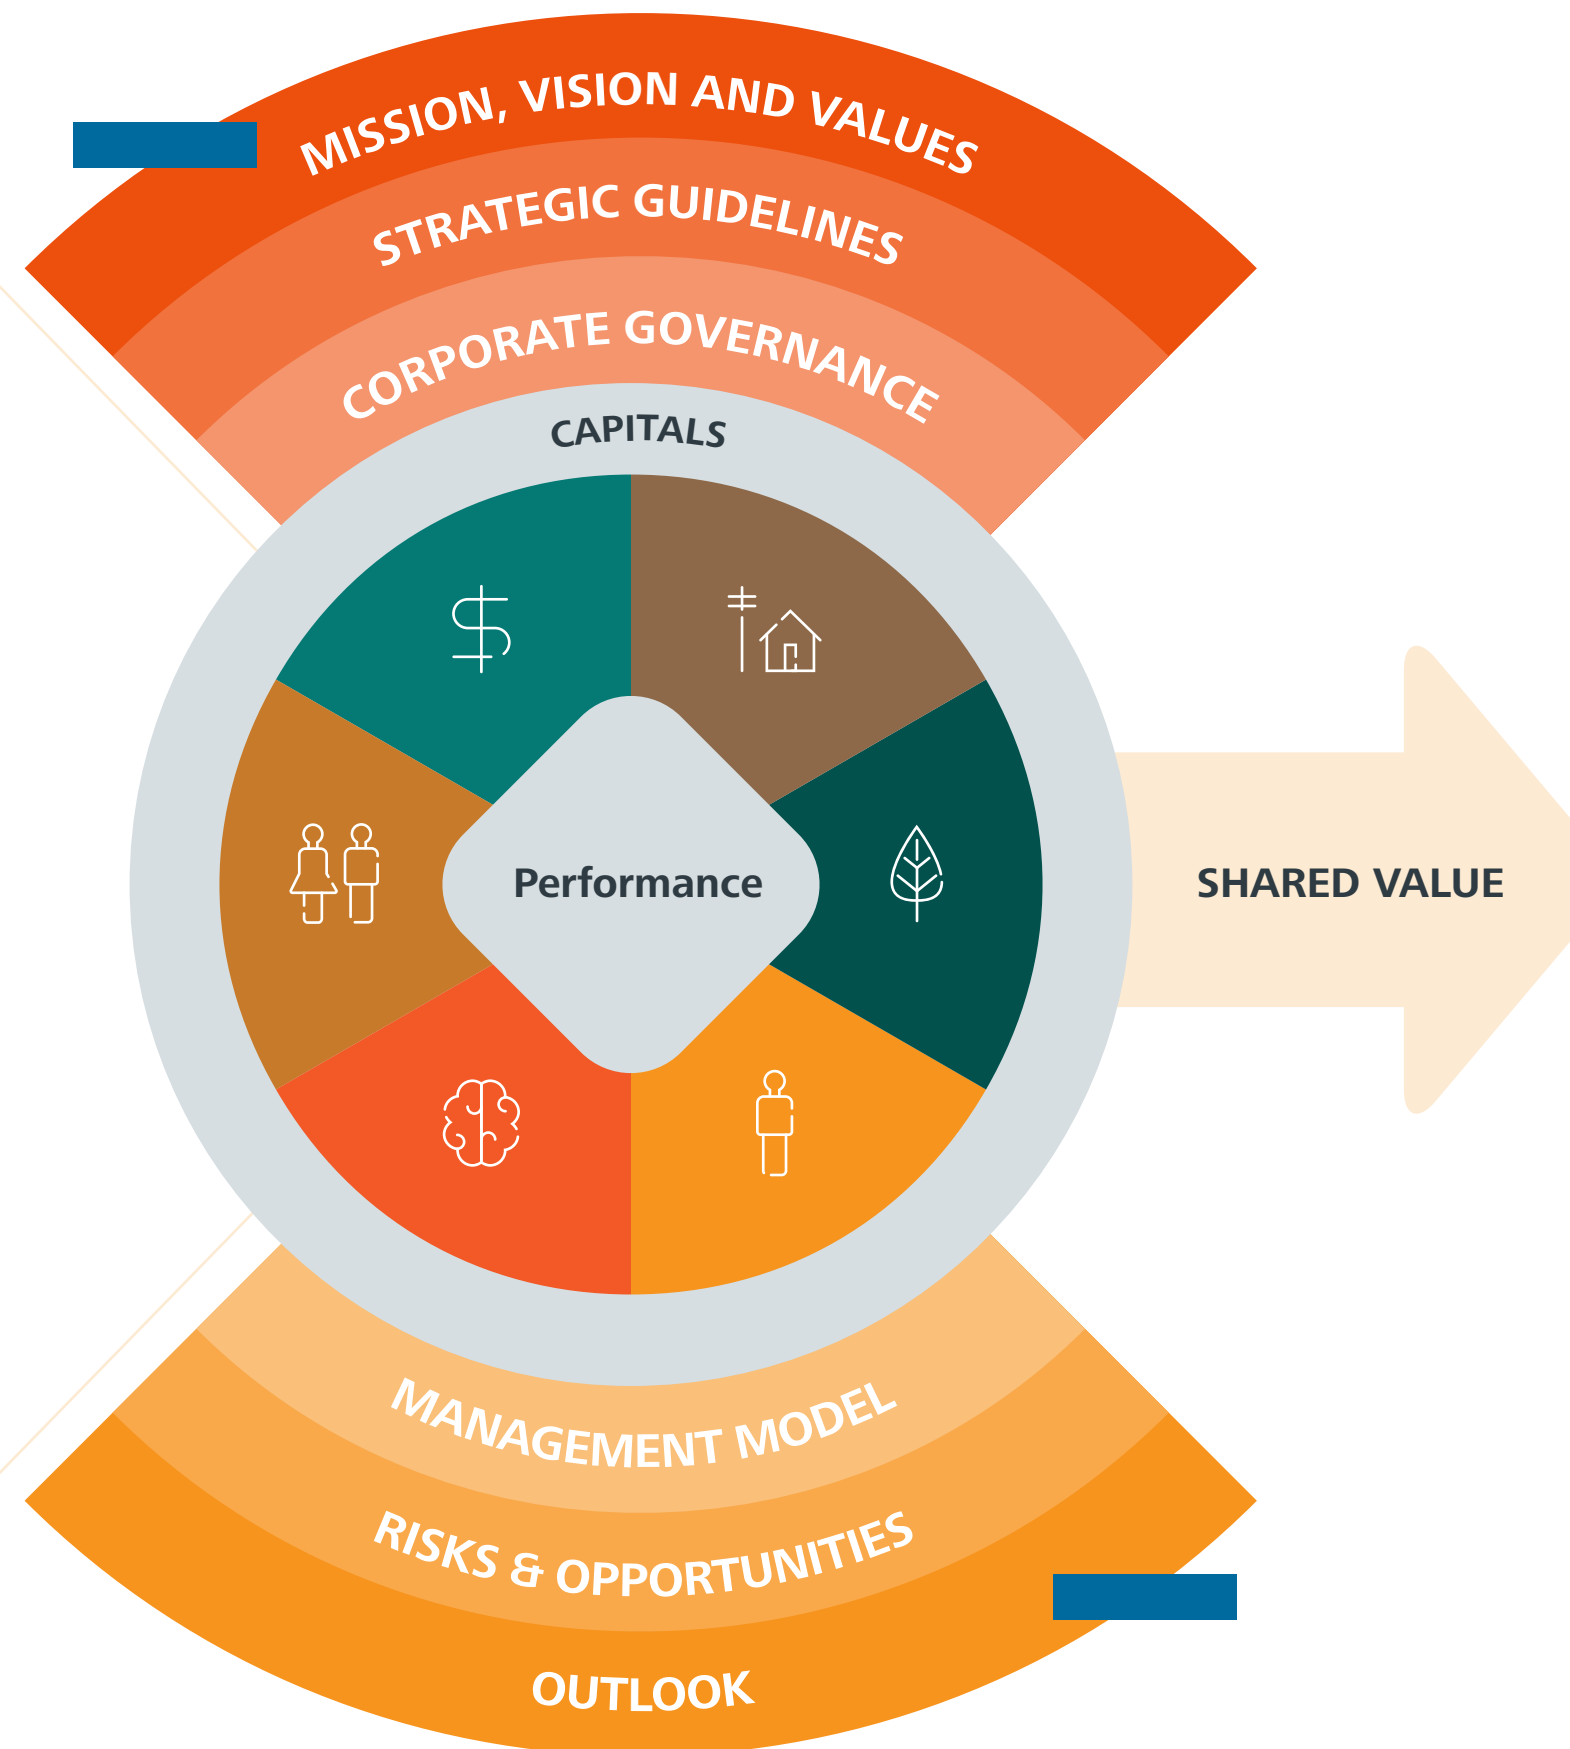 MISSION, VISION AND VALUES
STRATEGIC GUIDELINES
CORPORATE GOVERNANCE
CAPITALS
Performance
SHARED VALUE
MANAGEMENT MODEL
RISKS & OPPORTUNITIES
OUTLOOK